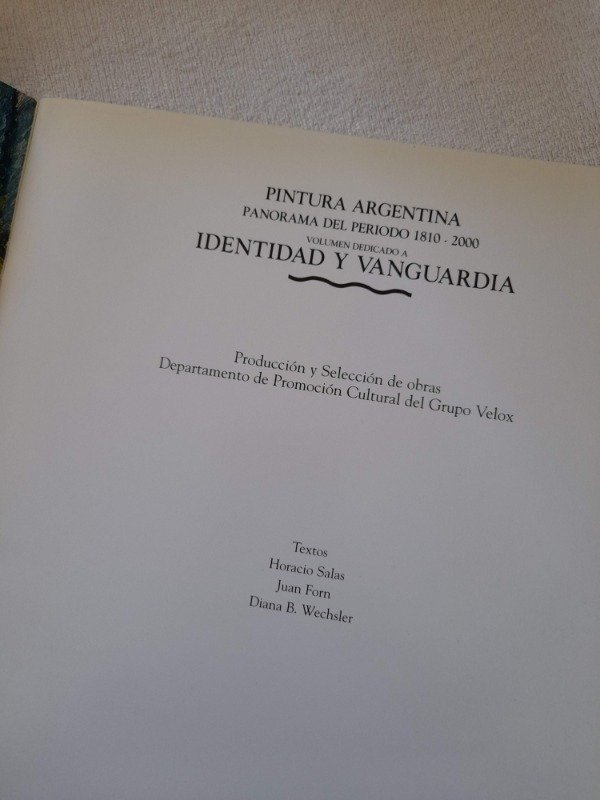 PINTURA ARGENTINA
PANORAMA DEL PERIODO 1810 - 2000
VOLUMEN DEDICADO A
IDENTIDAD Y VANGUARDIA
Producción y Selección de obras
Departamento de Promoción Cultural del Grupo Velox
Textos
Horacio Salas
Juan Forn
Diana B. Wechsler